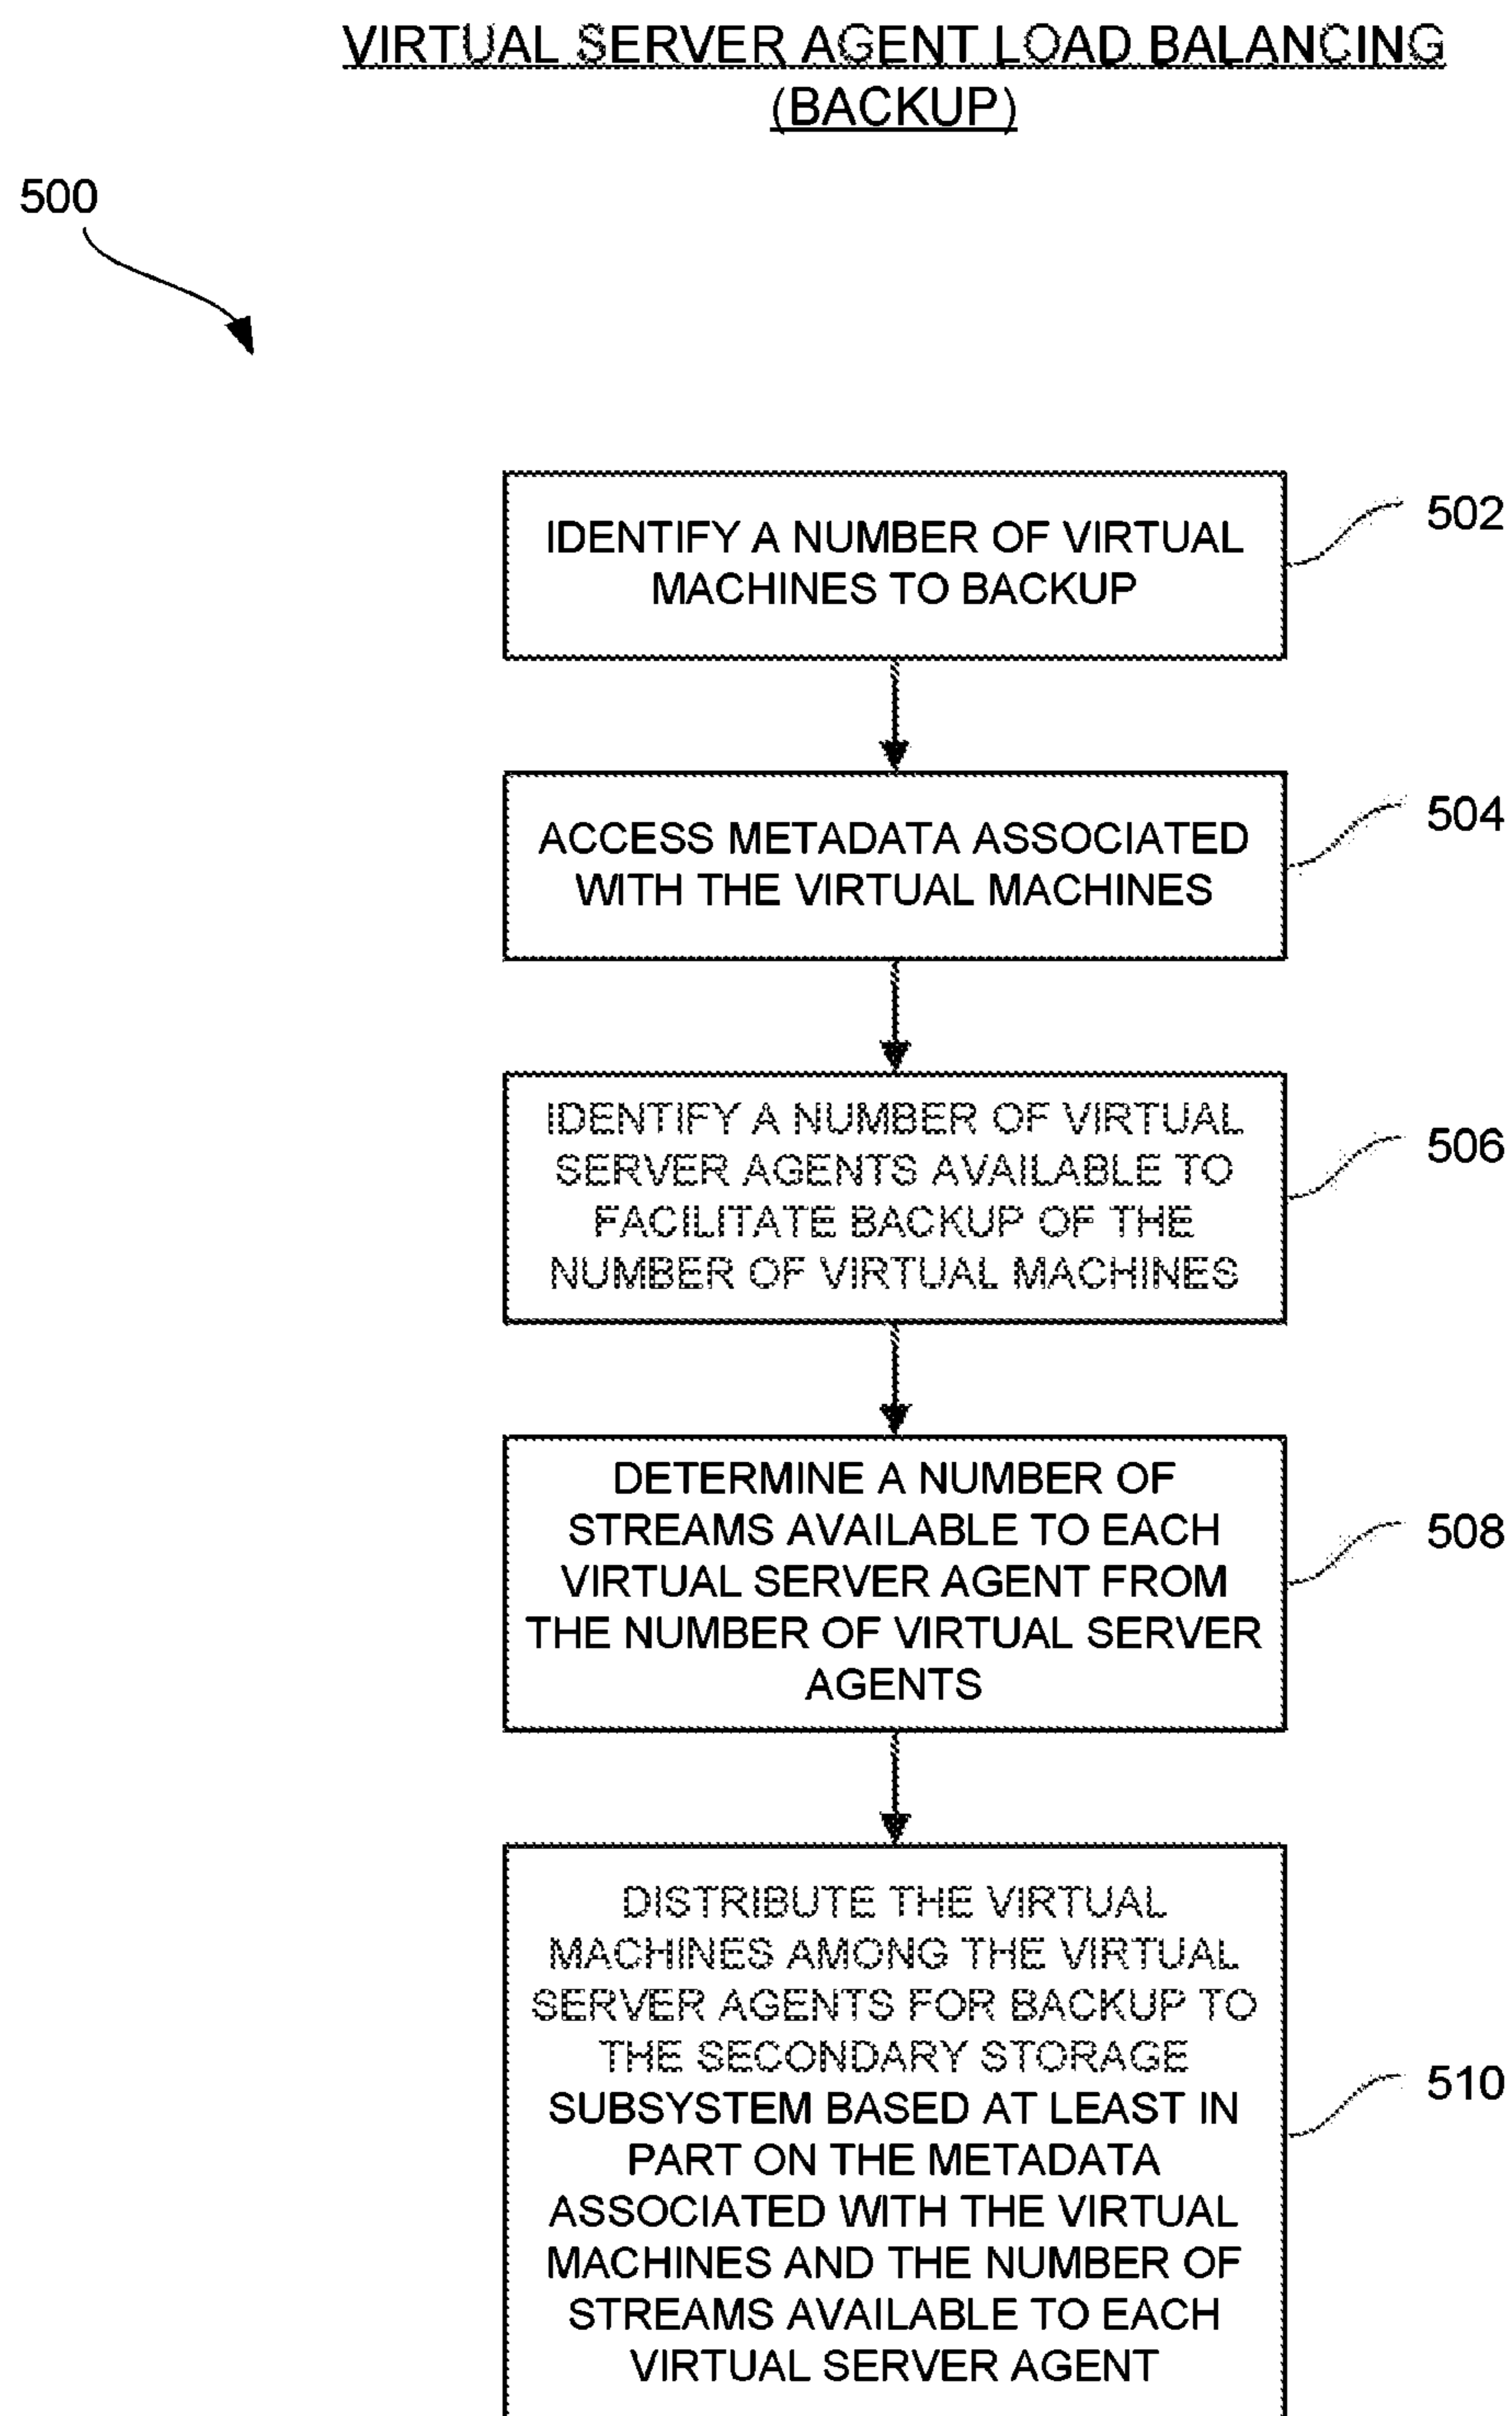 VIRTUAL SERVER AGENT LOAD BALANCING
(BACKUP)
500
IDENTIFY A NUMBER OF VIRTUAL
MACHINES TO BACKUP
502
ACCESS METADATA ASSOCIATED
WITH THE VIRTUAL MACHINES
504
IDENTIFY A NUMBER OF VIRTUAL
SERVER AGENTS AVAILABLE TO
FACILITATE BACKUP OF THE
NUMBER OF VIRTUAL MACHINES
506
DETERMINE A NUMBER OF
STREAMS AVAILABLE TO EACH
VIRTUAL SERVER AGENT FROM
THE NUMBER OF VIRTUAL SERVER
AGENTS
508
DISTRIBUTE THE VIRTUAL
MACHINES AMONG THE VIRTUAL
SERVER AGENTS FOR BACKUP TO
THE SECONDARY STORAGE
SUBSYSTEM BASED AT LEAST IN
PART ON THE METADATA
ASSOCIATED WITH THE VIRTUAL
MACHINES AND THE NUMBER OF
STREAMS AVAILABLE TO EACH
VIRTUAL SERVER AGENT
510